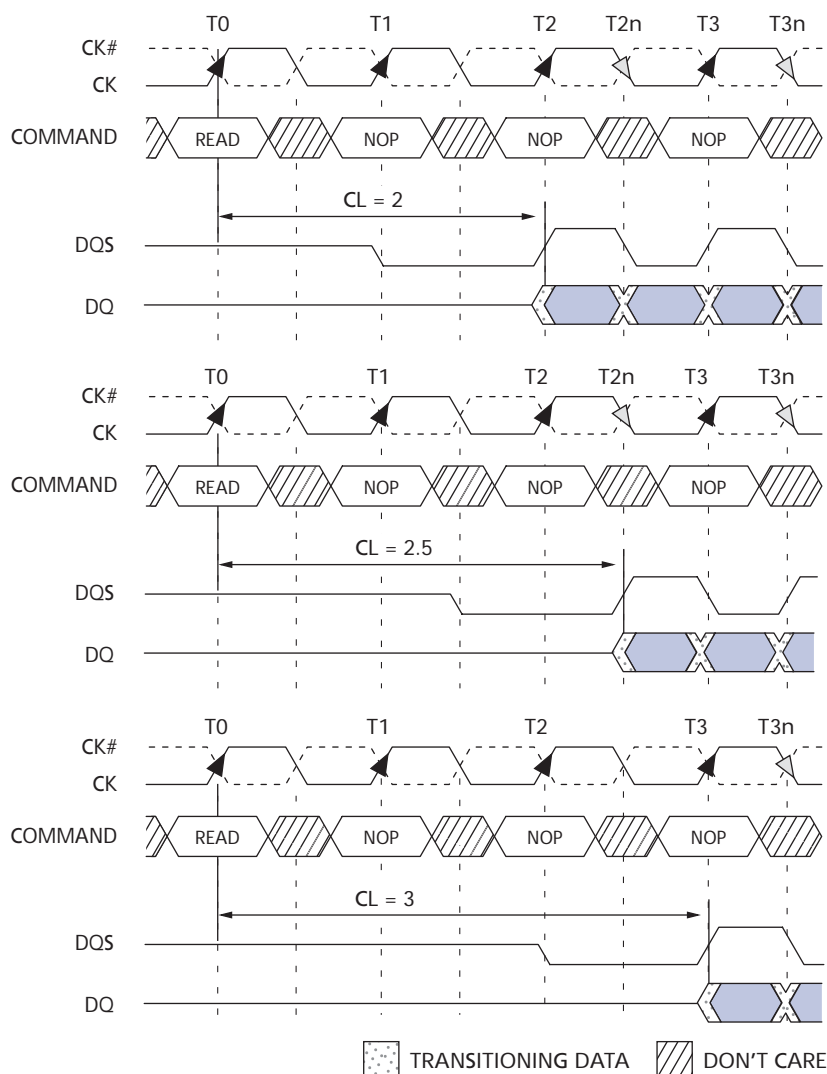 T0 T1 T2 T2n T3 T3n
CK#
CK
COMMAND READ NOP NOP NOP
CL = 2
DQS
DQ
T0 T1 T2 T2n T3 T3n
CK#
CK
COMMAND READ NOP NOP NOP
CL = 2.5
DQS
DQ
T0 T1 T2 T3 T3n
CK#
CK
COMMAND READ NOP NOP NOP
CL = 3
DQS
DQ
TRANSITIONING DATA DON'T CARE